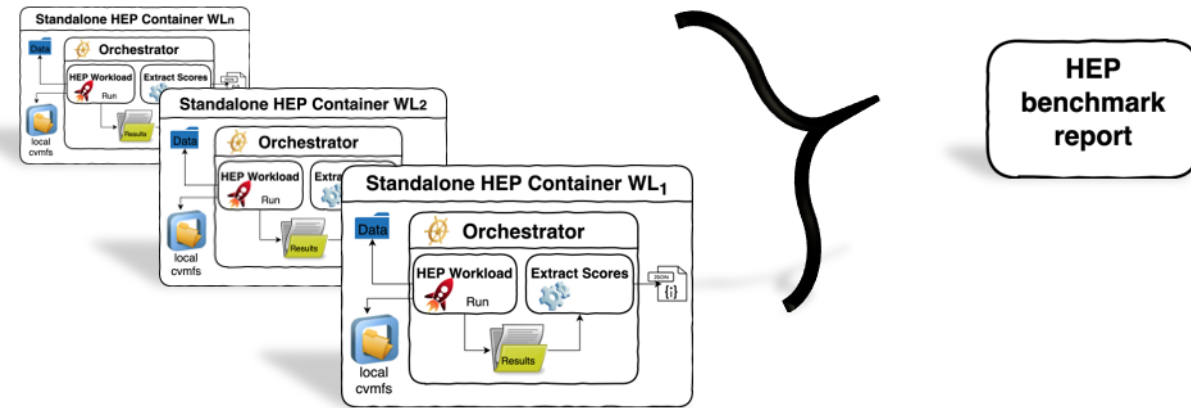 Standalone HEP Container WLn
Data
Orchestrator
HEP Workload
Run
Extract Scores
JSON
Results
local
cvmfs
Standalone HEP Container WL2
Data
Orchestrator
HEP Workload
Run
Extra
Results
local
cvmfs
Standalone HEP Container WL1
Data
Orchestrator
HEP Workload
Run
Extract Scores
JSON
{;}
Results
local
cvmfs
HEP
benchmark
report